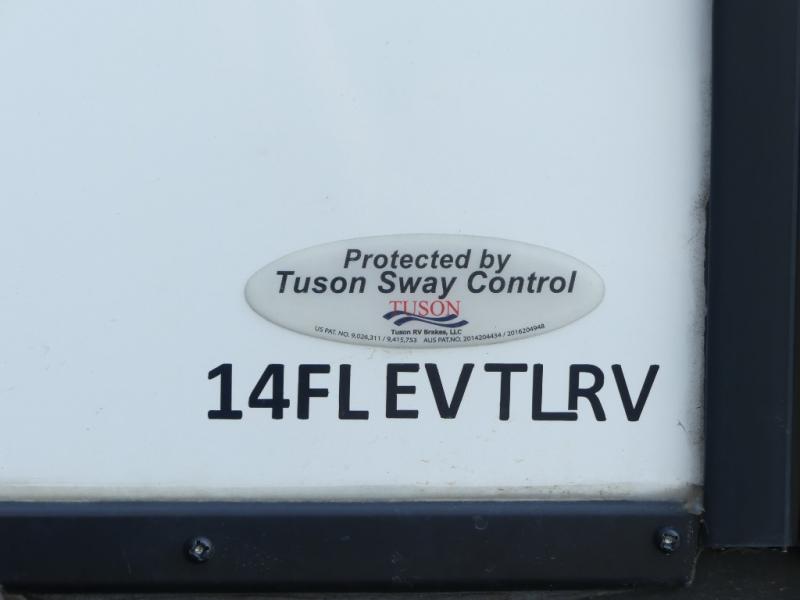 Protected by
Tuson Sway Control
TUSON
Tuson RV Brakes, LLC
US PAT. NO. 9,026,311 / 9,415,753 AUS PAT.NO. 2014204434 / 2016204948
14FLEVTLRV